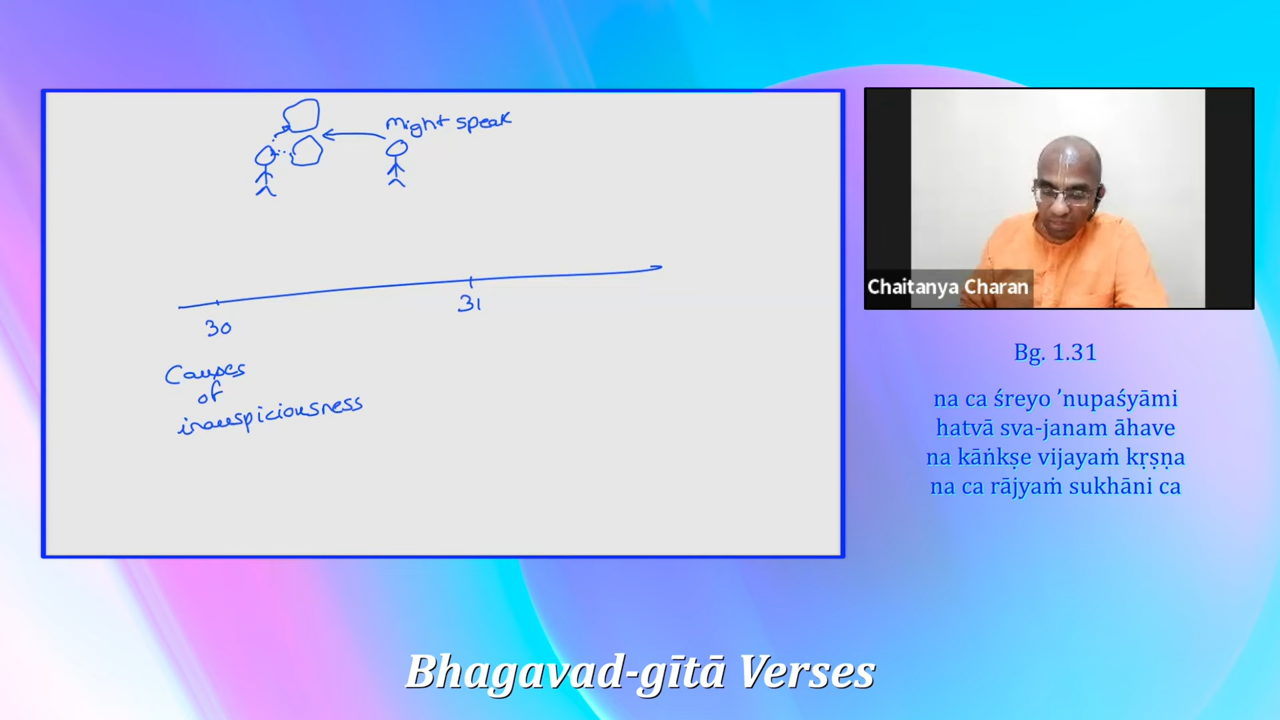 might speak
30
31
Causes
of
inauspiciousness
Chaitanya Charan
Bg. 1.31
na ca śreyo ’nupaśyāmi
hatvā sva-janam āhave
na kāṅkṣe vijayaṁ kṛṣṇa
na ca rājyaṁ sukhāni ca
Bhagavad-gītā Verses